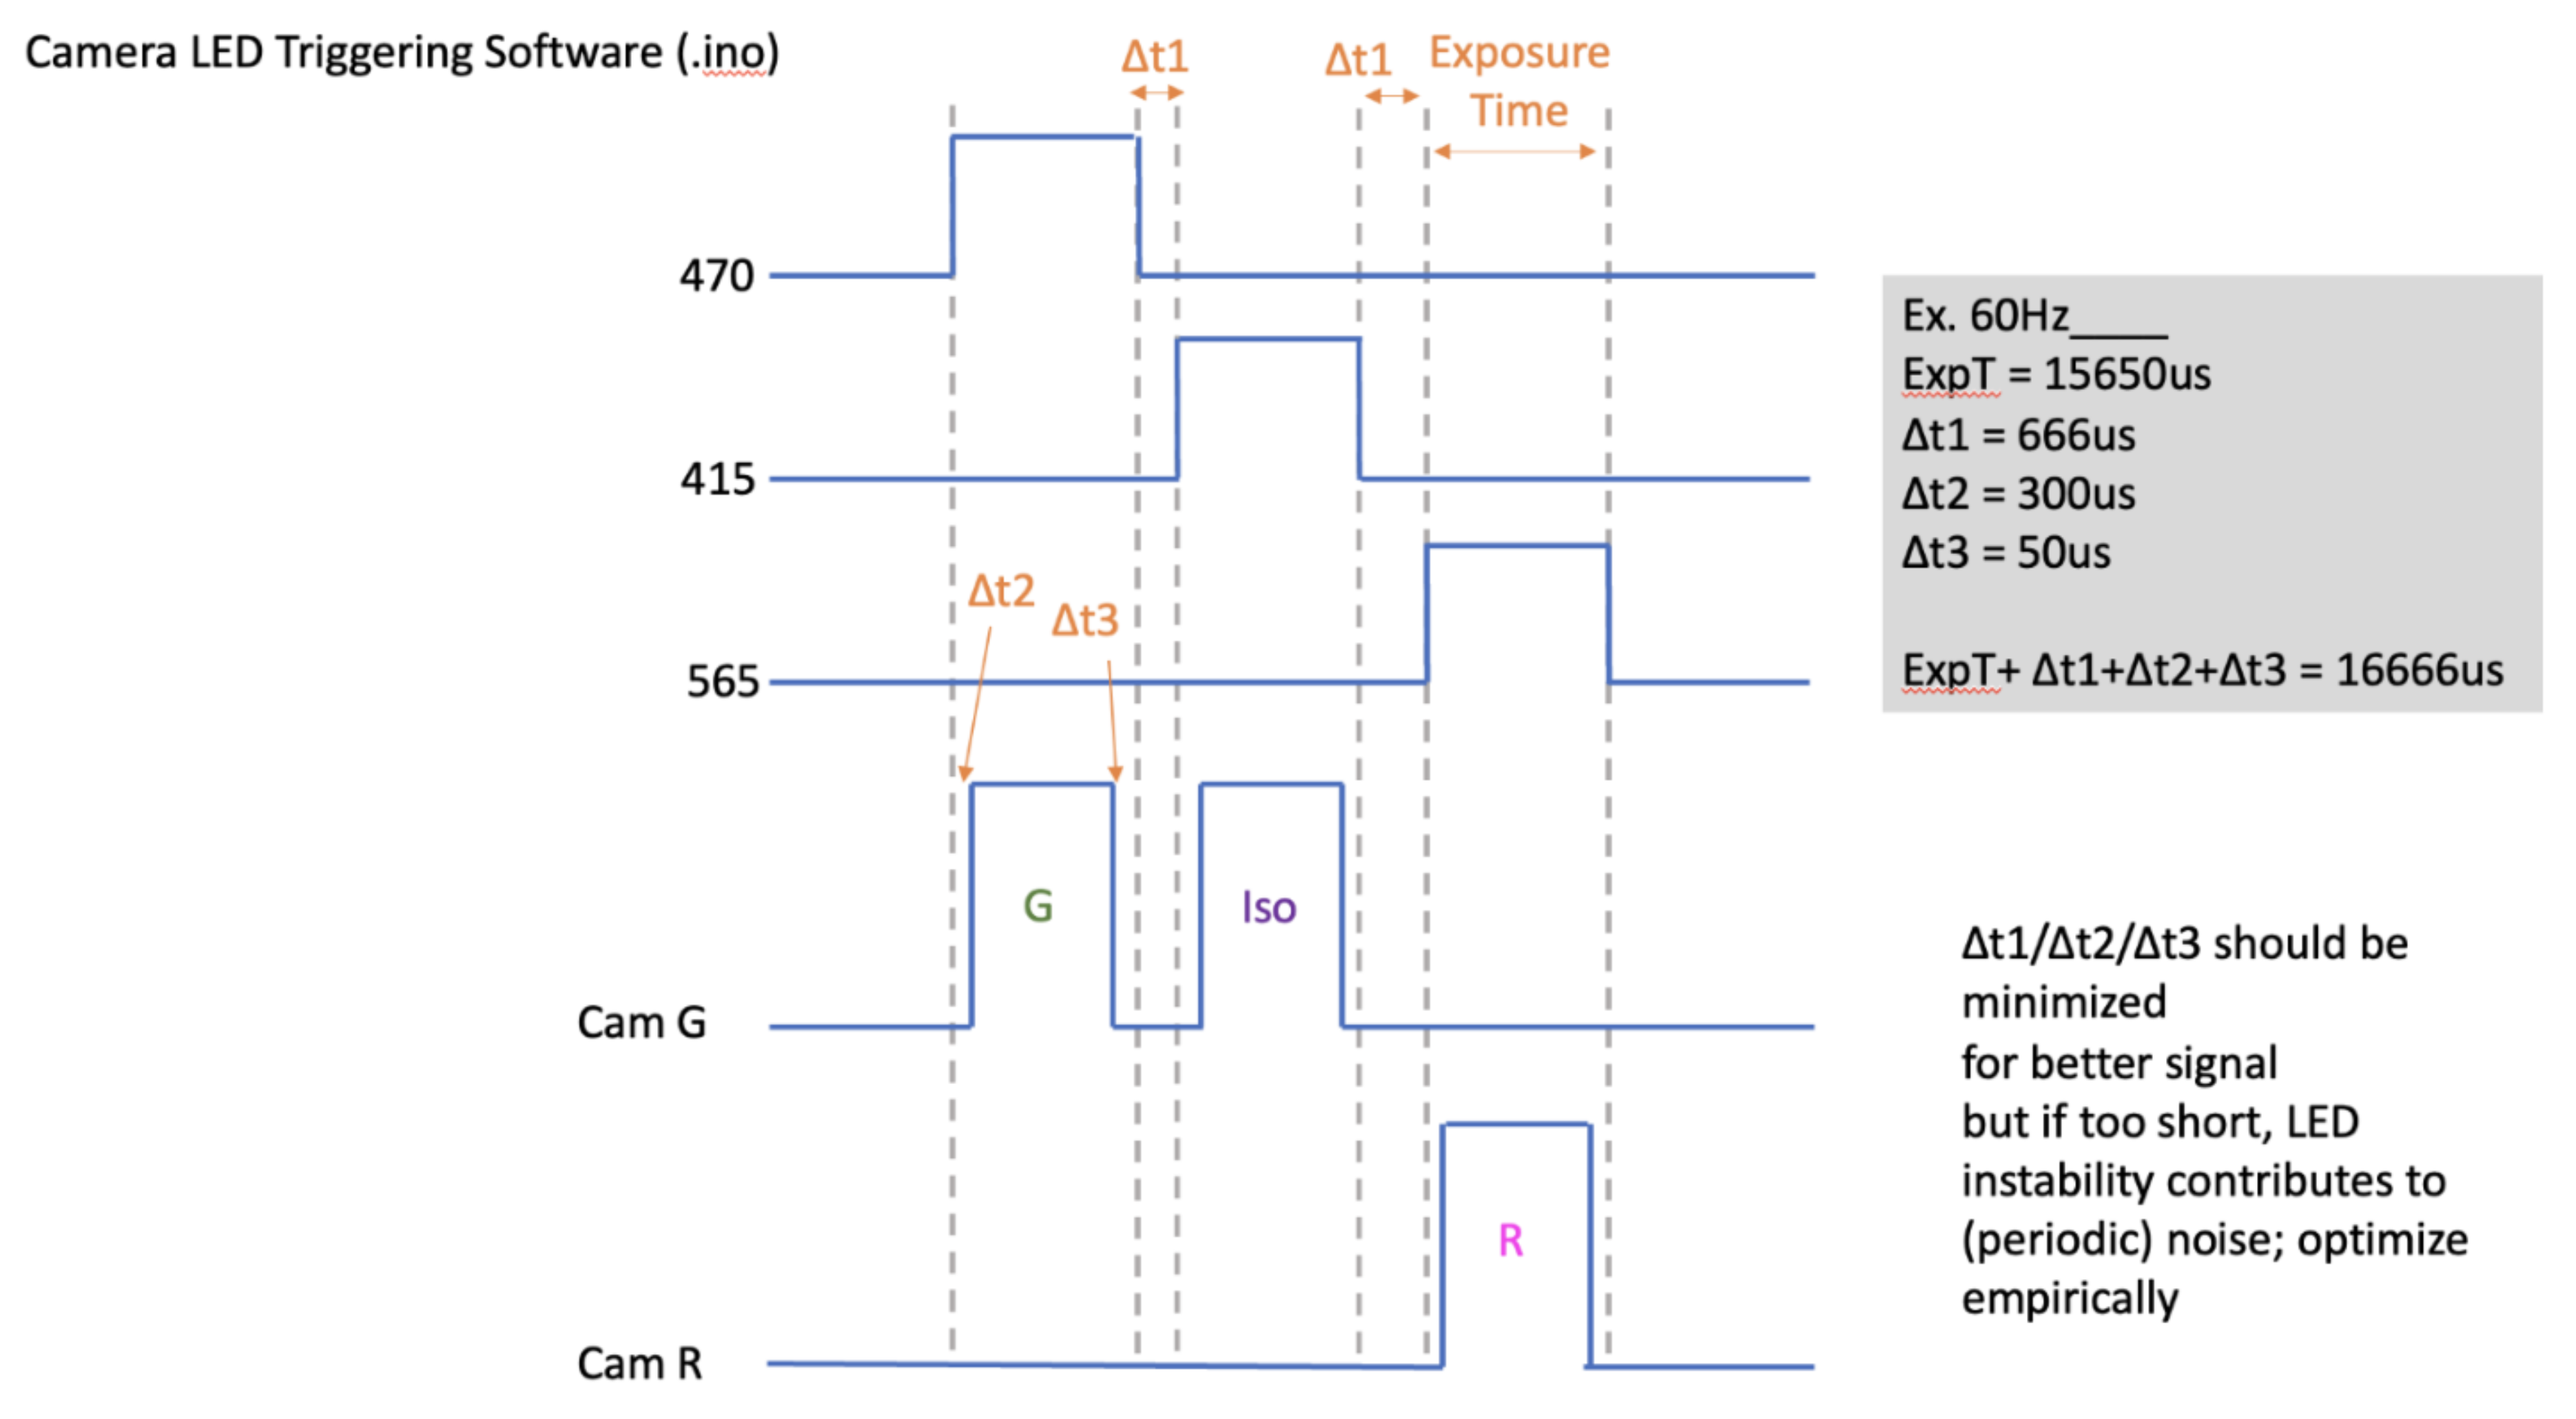 Camera LED Triggering Software (.ino)
Δt1
Δt1
Exposure
Time
470
415
565
Δt2
Δt3
G
Iso
Cam G
R
Cam R
Ex. 60Hz____
ExpT = 15650us
Δt1 = 666us
Δt2 = 300us
Δt3 = 50us
ExpT+ Δt1+Δt2+Δt3 = 16666us
Δt1/Δt2/Δt3 should be
minimized
for better signal
but if too short, LED
instability contributes to
(periodic) noise; optimize
empirically